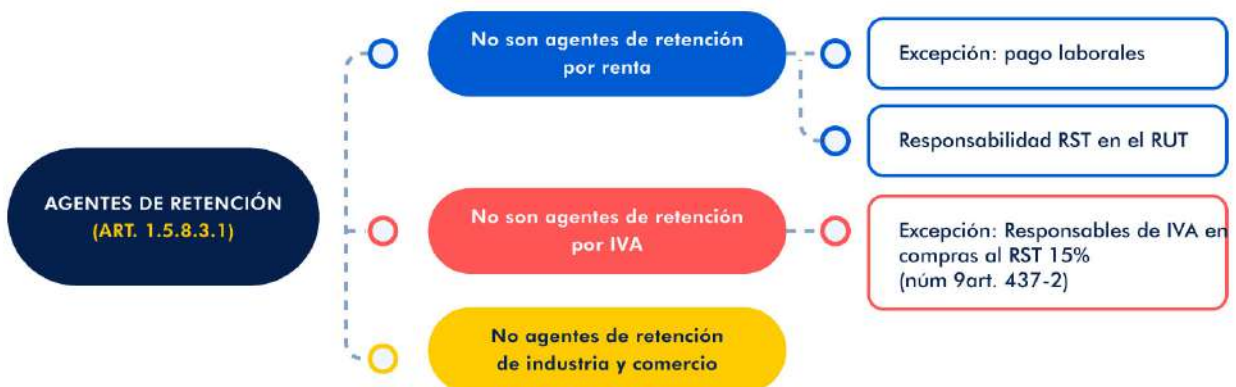 AGENTES DE RETENCIÓN
(ART. 1.5.8.3.1)
No son agentes de retención
por renta
Excepción: pago laborales
Responsabilidad RST en el RUT
No son agentes de retención
por IVA
Excepción: Responsables de IVA en
compras al RST 15%
(núm 9art. 437-2)
No agentes de retención
de industria y comercio